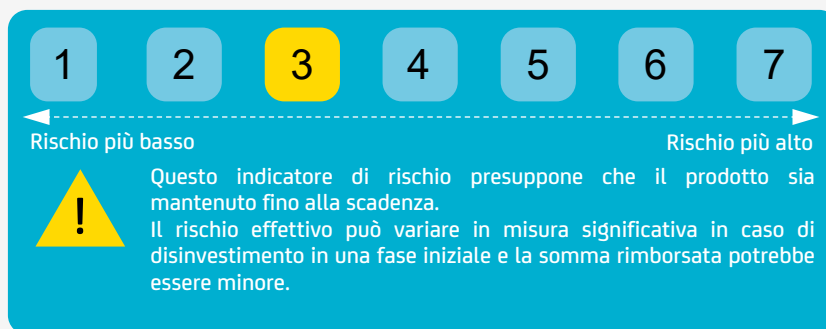 1 2 3 4 5 6 7
Rischio più basso Rischio più alto
Questo indicatore di rischio presuppone che il prodotto sia
mantenuto fino alla scadenza.
!
Il rischio effettivo può variare in misura significativa in caso di
disinvestimento in una fase iniziale e la somma rimborsata potrebbe
essere minore.